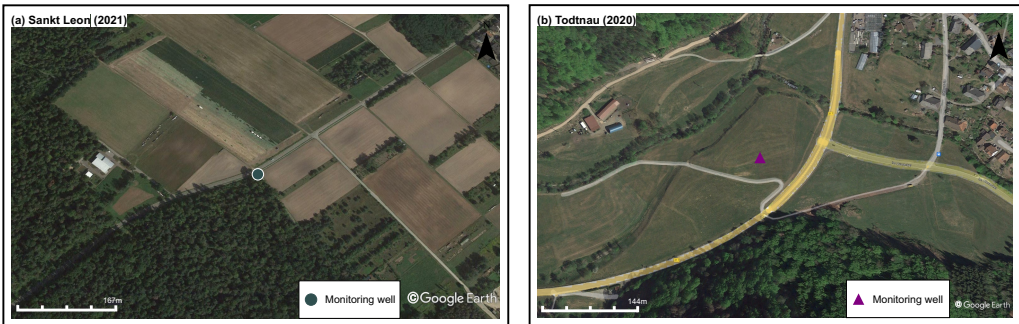 (a) Sankt Leon (2021)
167m
Monitoring well
©Google Earth
(b) Todtnau (2020)
144m
Monitoring well
©Google Earth